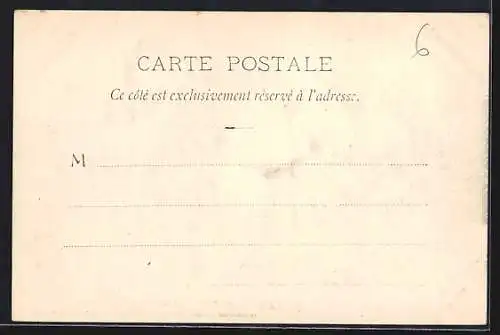 6
CARTE POSTALE
Ce côté est exclusivement réservé à l'adresse.
M